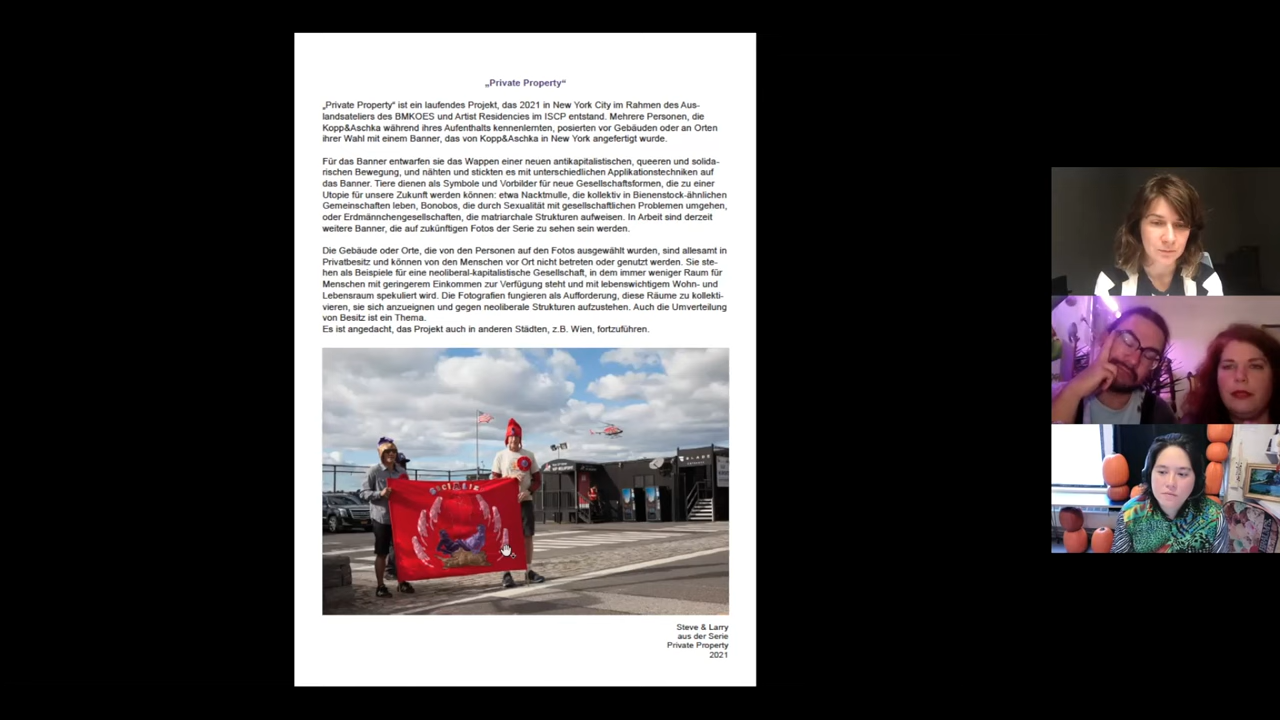 „Private Property“
„Private Property“ ist ein laufendes Projekt, das 2021 in New York City im Rahmen des Aus-
landsateliers des BMKOES und Artist Residencies im ISCP entstand. Mehrere Personen, die
Kopp&Aschka während ihres Aufenthalts kennenlernten, posierten vor Gebäuden oder an Orten
ihrer Wahl mit einem Banner, das von Kopp&Aschka in New York angefertigt wurde.
Für das Banner entwarfen sie das Wappen einer neuen antikapitalistischen, queeren und solida-
rischen Bewegung, und nähten und stickten es mit unterschiedlichen Applikationstechniken auf
das Banner. Tiere dienen als Symbole und Vorbilder für neue Gesellschaftsformen, die zu einer
Utopie für unsere Zukunft werden können: etwa Nacktmulle, die kollektiv in Bienenstock-ähnlichen
Gemeinschaften leben, Bonobos, die durch Sexualität mit gesellschaftlichen Problemen umgehen,
oder Erdmännchengesellschaften, die matriarchale Strukturen aufweisen. In Arbeit sind derzeit
weitere Banner, die auf zukünftigen Fotos der Serie zu sehen sein werden.
Die Gebäude oder Orte, die von den Personen auf den Fotos ausgewählt wurden, sind allesamt in
Privatbesitz und können von den Menschen vor Ort nicht betreten oder genutzt werden. Sie ste-
hen als Beispiele für eine neoliberal-kapitalistische Gesellschaft, in dem immer weniger Raum für
Menschen mit geringerem Einkommen zur Verfügung steht und mit lebenswichtigem Wohn- und
Lebensraum spekuliert wird. Die Fotografien fungieren als Aufforderung, diese Räume zu kollekti-
vieren, sie sich anzueignen und gegen neoliberale Strukturen aufzustehen. Auch die Umverteilung
von Besitz ist ein Thema.
Es ist angedacht, das Projekt auch in anderen Städten, z.B. Wien, fortzuführen.
BLADE
Steve & Larry
aus der Serie
Private Property
2021